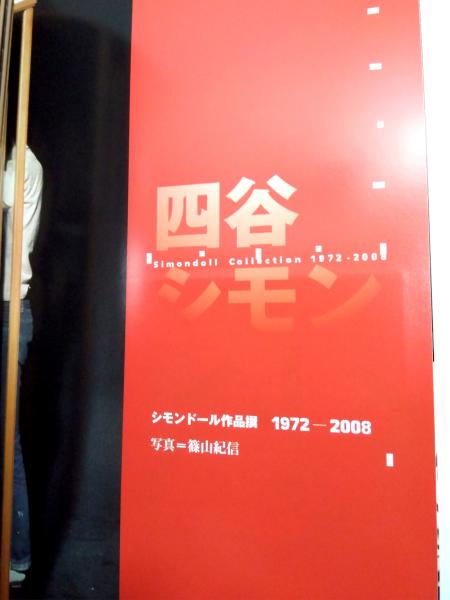 四谷
Simondoll Collection 1972-2008
シモン
シモンドール作品撰 1972―2008
写真＝篠山紀信